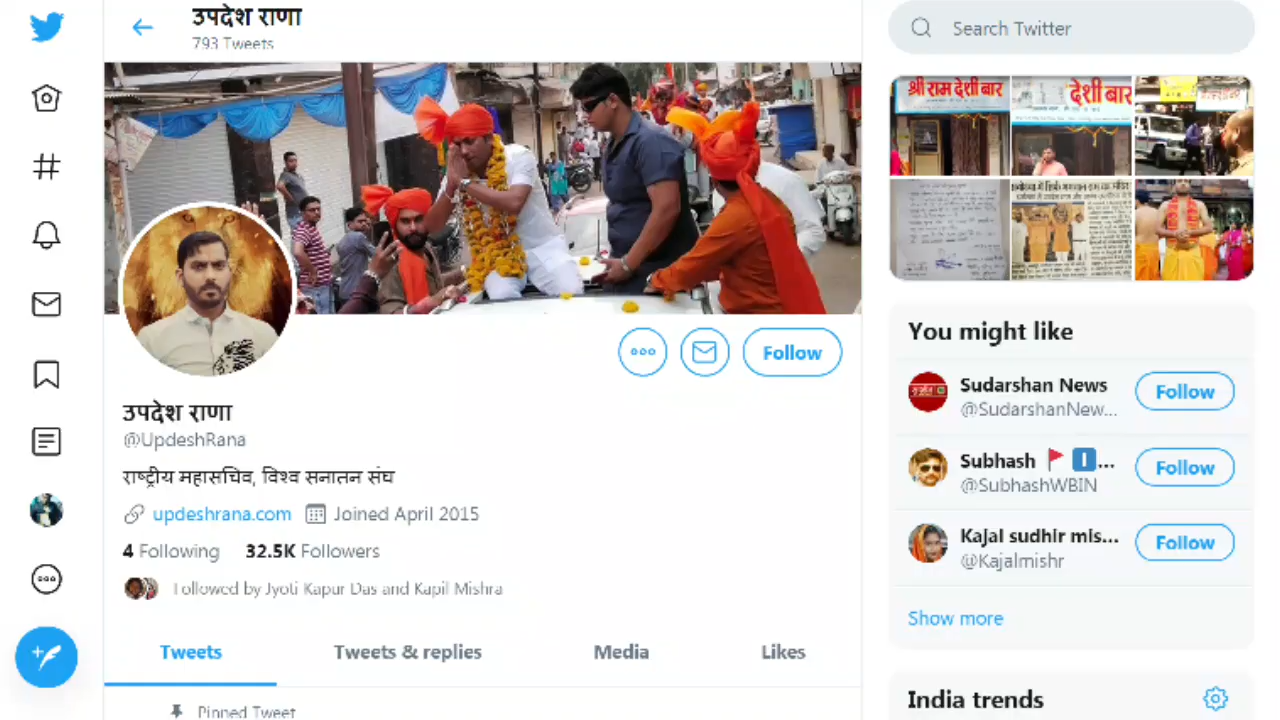 उपदेश राणा
793 Tweets
Search Twitter
श्री राम देशी बार
देशी बार
Follow
उपदेश राणा
@UpdeshRana
राष्ट्रीय महासचिव, विश्व सनातन संघ
updeshrana.com Joined April 2015
4 Following 32.5K Followers
Followed by Jyoti Kapur Das and Kapil Mishra
Tweets Tweets & replies Media Likes
Pinned Tweet
You might like
Sudarshan News
@SudarshanNew...
Follow
Subhash 🚩 ℹ️...
@SubhashWBIN
Follow
Kajal sudhir mis...
@Kajalmishr
Follow
Show more
India trends